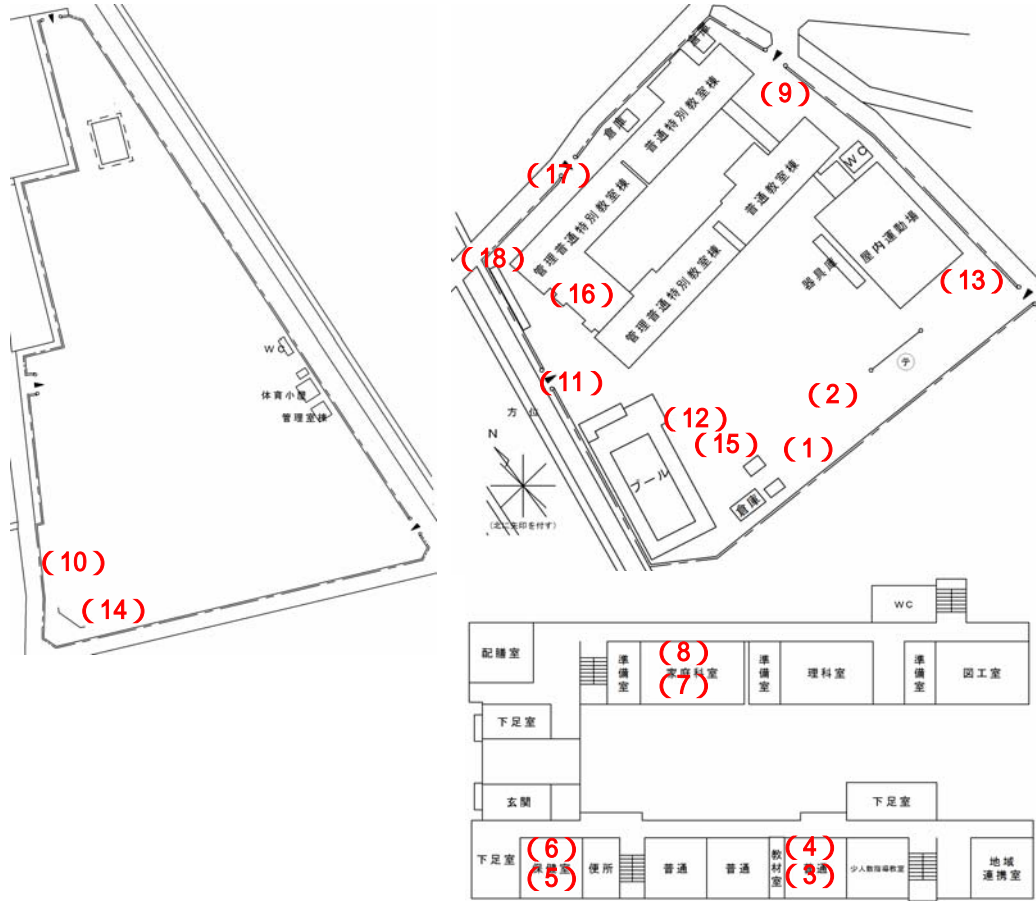 WC
体育小屋
管理室棟
(10)
(14)
倉庫
(9)
倉庫
普通特別教室棟
(17)
WC
普通教室棟
管理普通特別教室棟
屋内運動場
(18)
器具庫
(13)
(16)
管理普通特別教室棟
テ
(11)
(2)
方位
(12)
N
(15)
(1)
プール
倉庫
(北に矢印を付す)
WC
配膳室
準備室
(8)
家庭科室
(7)
準備室
理科室
準備室
図工室
下足室
玄関
下足室
下足室
(6)
保健室
(5)
便所
普通
普通
教材室
(4)
普通
(3)
少人数指導教室
地域
連携室